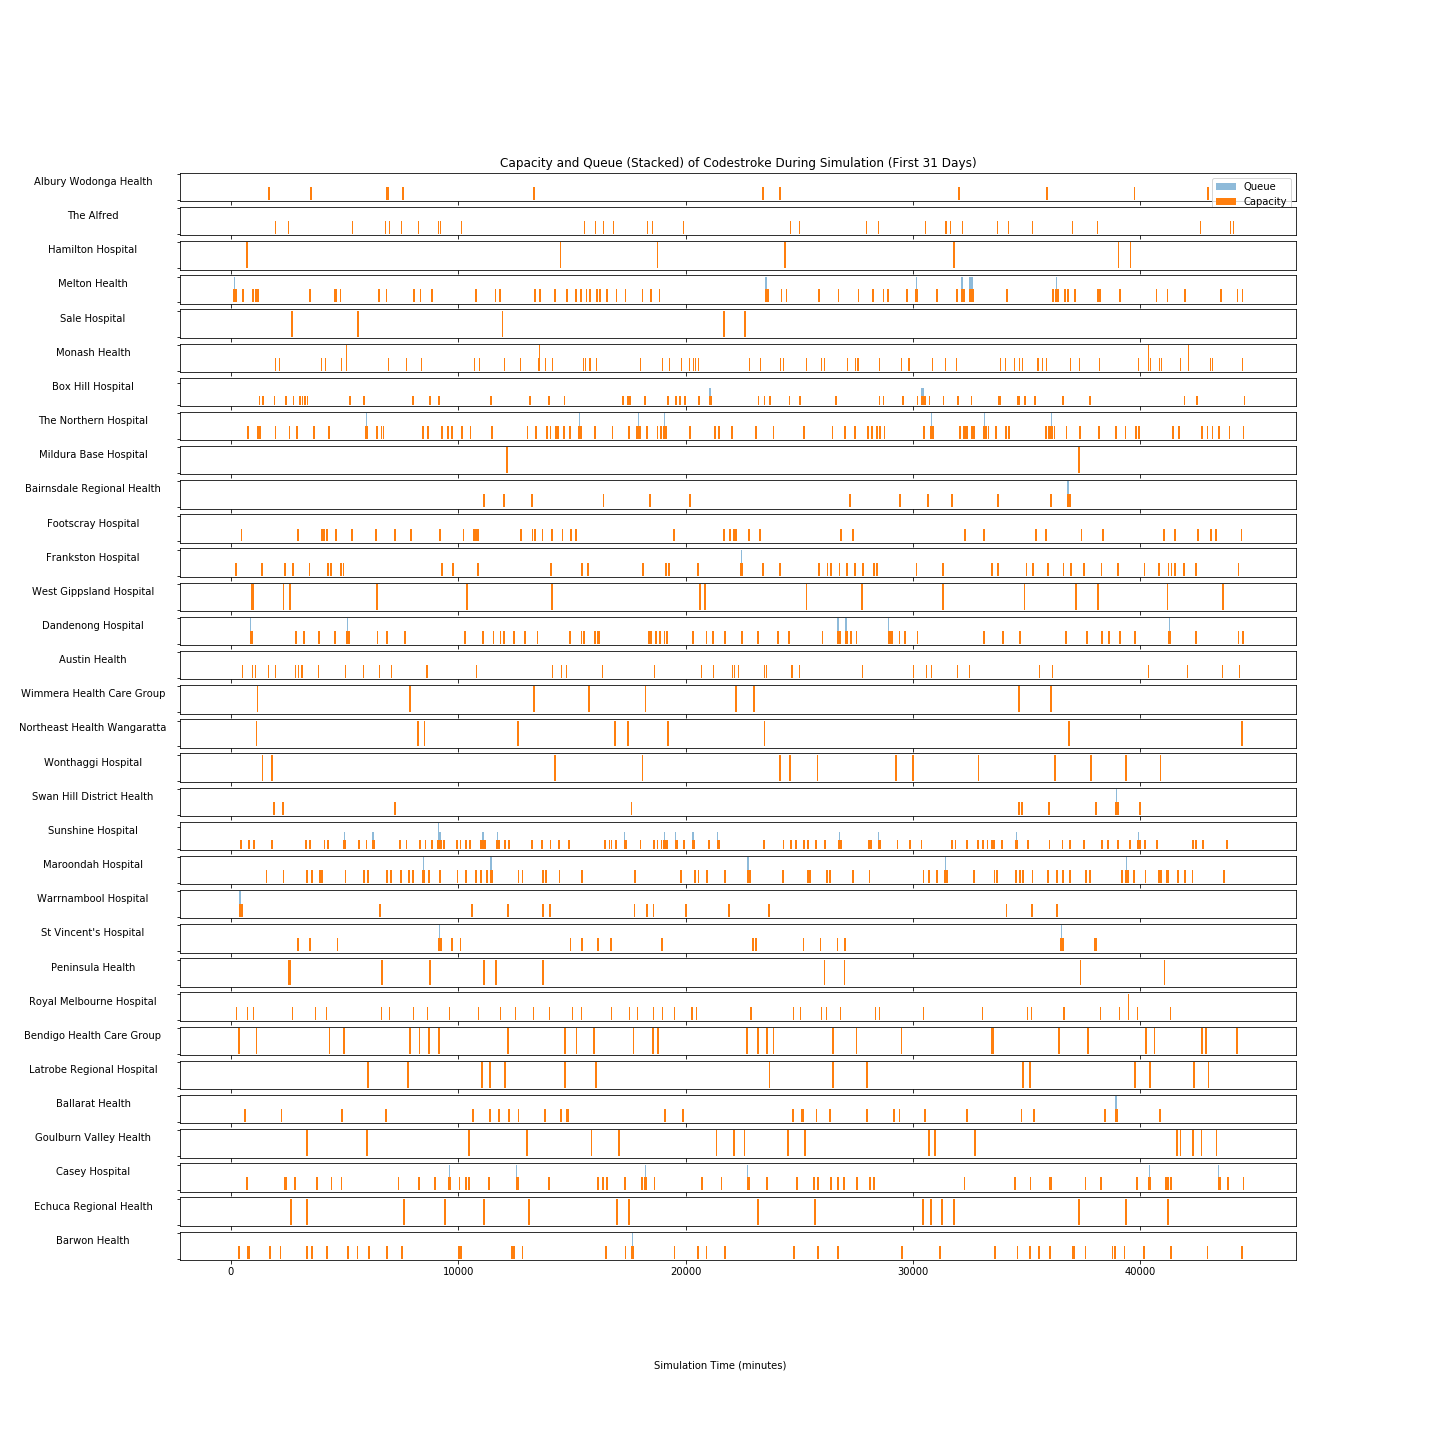 Capacity and Queue (Stacked) of Codestroke During Simulation (First 31 Days)
Albury Wodonga Health
Queue
Capacity
The Alfred
Hamilton Hospital
Melton Health
Sale Hospital
Monash Health
Box Hill Hospital
The Northern Hospital
Mildura Base Hospital
Bairnsdale Regional Health
Footscray Hospital
Frankston Hospital
West Gippsland Hospital
Dandenong Hospital
Austin Health
Wimmera Health Care Group
Northeast Health Wangaratta
Wonthaggi Hospital
Swan Hill District Health
Sunshine Hospital
Maroondah Hospital
Warrnambool Hospital
St Vincent's Hospital
Peninsula Health
Royal Melbourne Hospital
Bendigo Health Care Group
Latrobe Regional Hospital
Ballarat Health
Goulburn Valley Health
Casey Hospital
Echuca Regional Health
Barwon Health
0 10000 20000 30000 40000
Simulation Time (minutes)